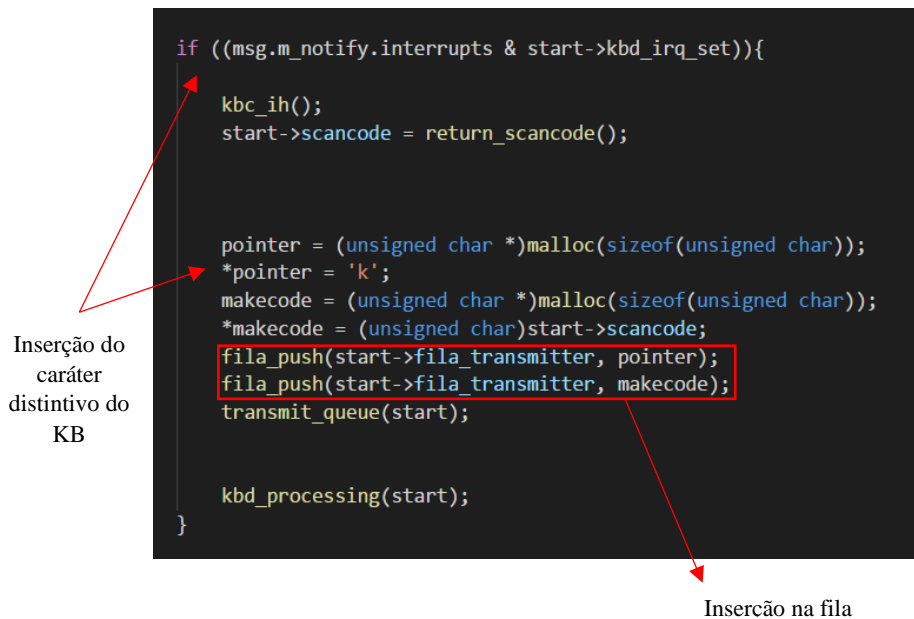 if ((msg.m_notify.interrupts & start->kbd_irq_set)){
kbc_ih();
start->scancode = return_scancode();
pointer = (unsigned char *)malloc(sizeof(unsigned char));
*pointer = 'k';
makecode = (unsigned char *)malloc(sizeof(unsigned char));
*makecode = (unsigned char)start->scancode;
fila_push(start->fila_transmitter, pointer);
fila_push(start->fila_transmitter, makecode);
transmit_queue(start);
kbd_processing(start);
}
Inserção do
caráter
distintivo do
KB
Inserção na fila